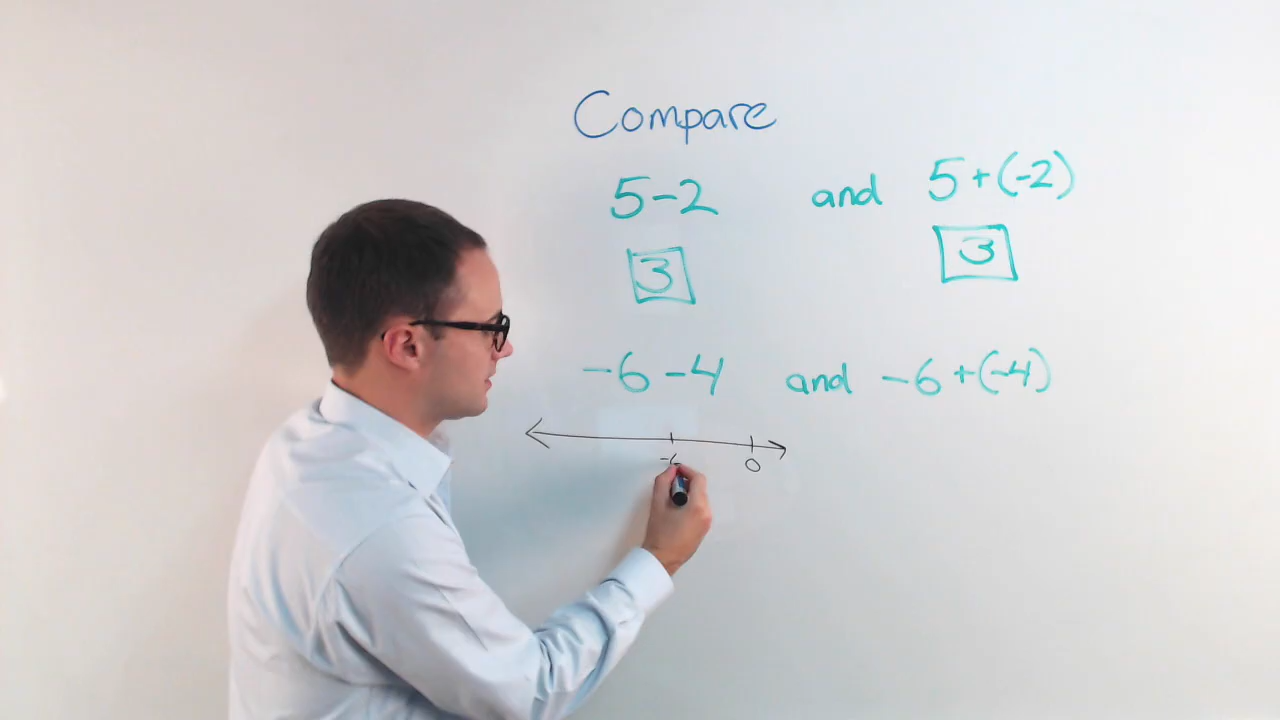 Compare
5-2 and 5+(-2)
3 3
-6-4 and -6+(-4)
0